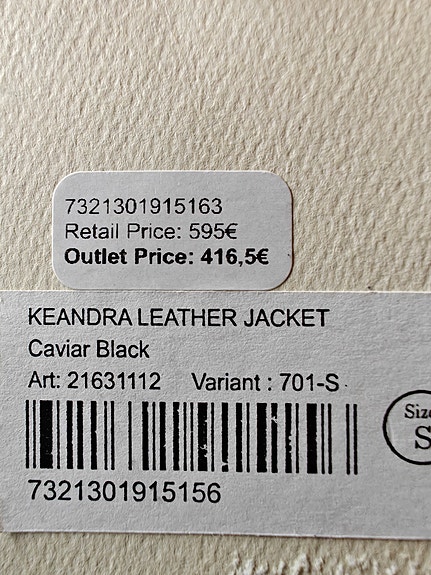 7321301915163
Retail Price: 595€
Outlet Price: 416,5€
KEANDRA LEATHER JACKET
Caviar Black
Art: 21631112 Variant : 701-S
Size
S
7321301915156